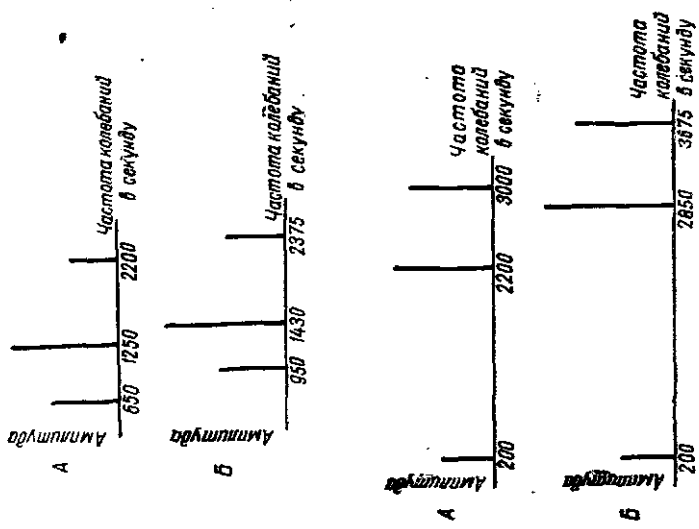 А
Амплитуда
650
1250
2200
Частота колебаний
в секунду
Б
Амплитуда
950
1430
2375
Частота колебаний
в секунду
А
Амплитуда
200
2200
3000
Частота
колебаний
в секунду
Б
Амплитуда
200
2850
3675
Частота
колебаний
в секунду